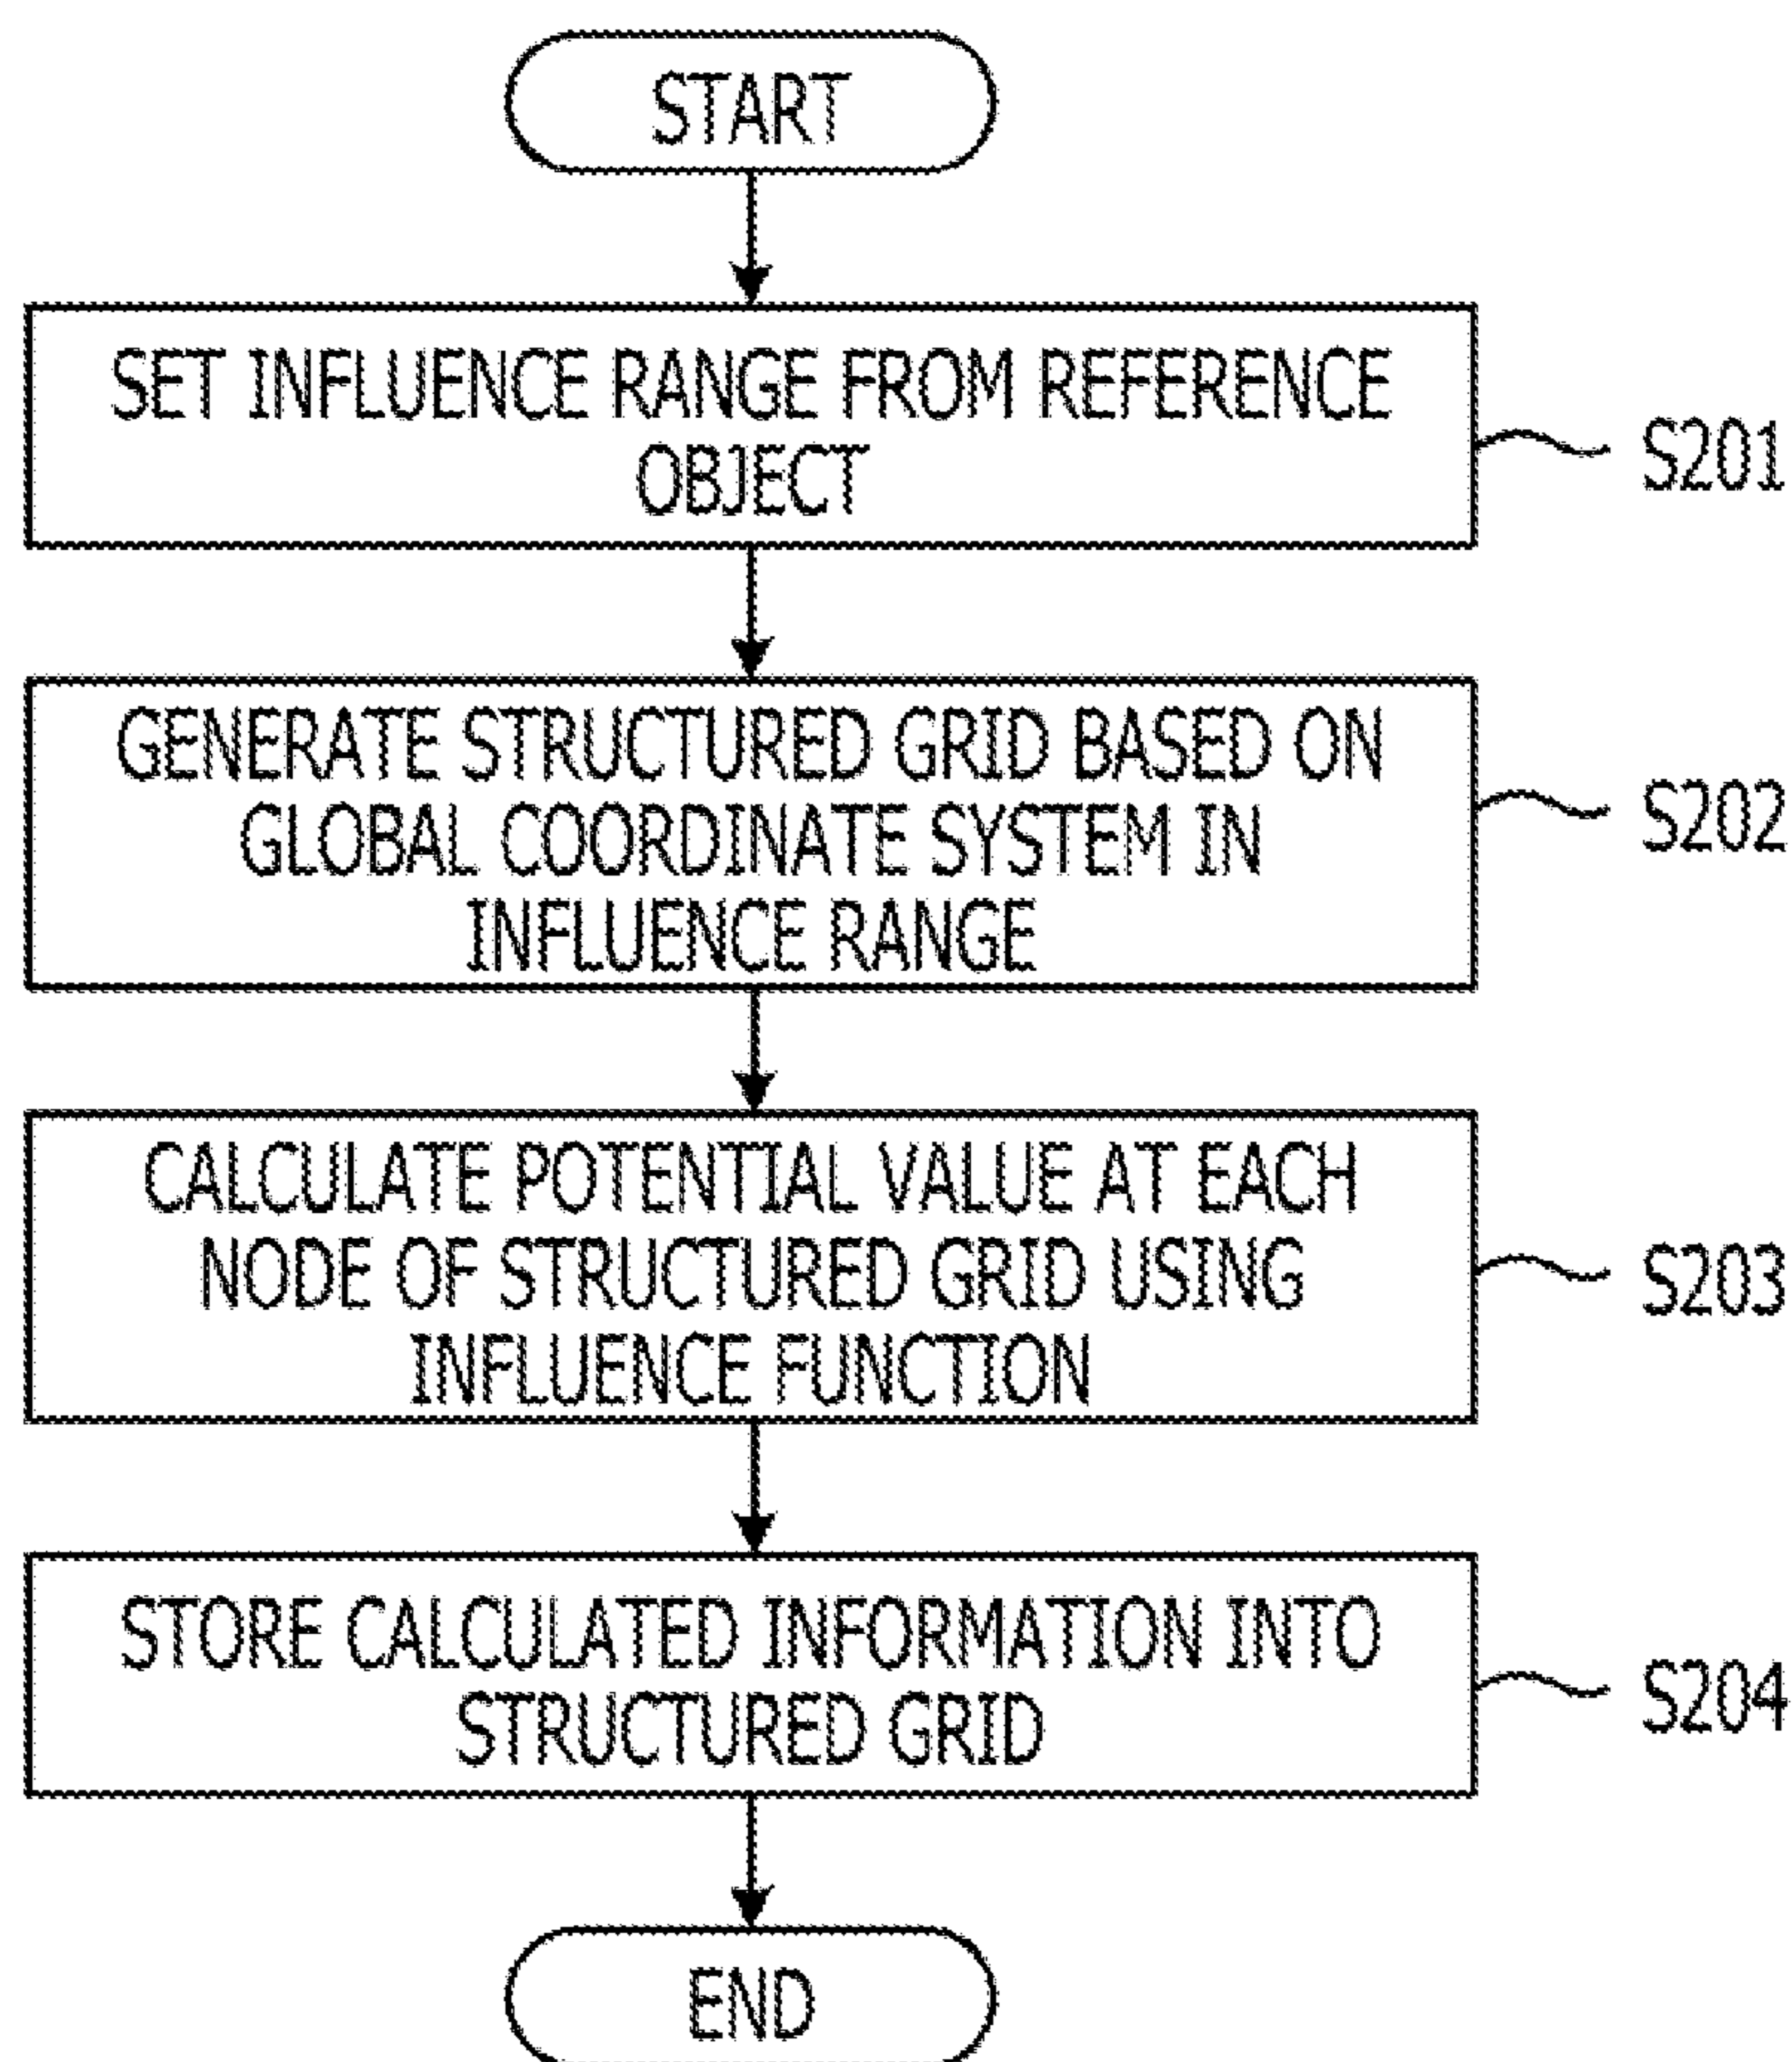 START
SET INFLUENCE RANGE FROM REFERENCE
OBJECT
S201
GENERATE STRUCTURED GRID BASED ON
GLOBAL COORDINATE SYSTEM IN
INFLUENCE RANGE
S202
CALCULATE POTENTIAL VALUE AT EACH
NODE OF STRUCTURED GRID USING
INFLUENCE FUNCTION
S203
STORE CALCULATED INFORMATION INTO
STRUCTURED GRID
S204
END